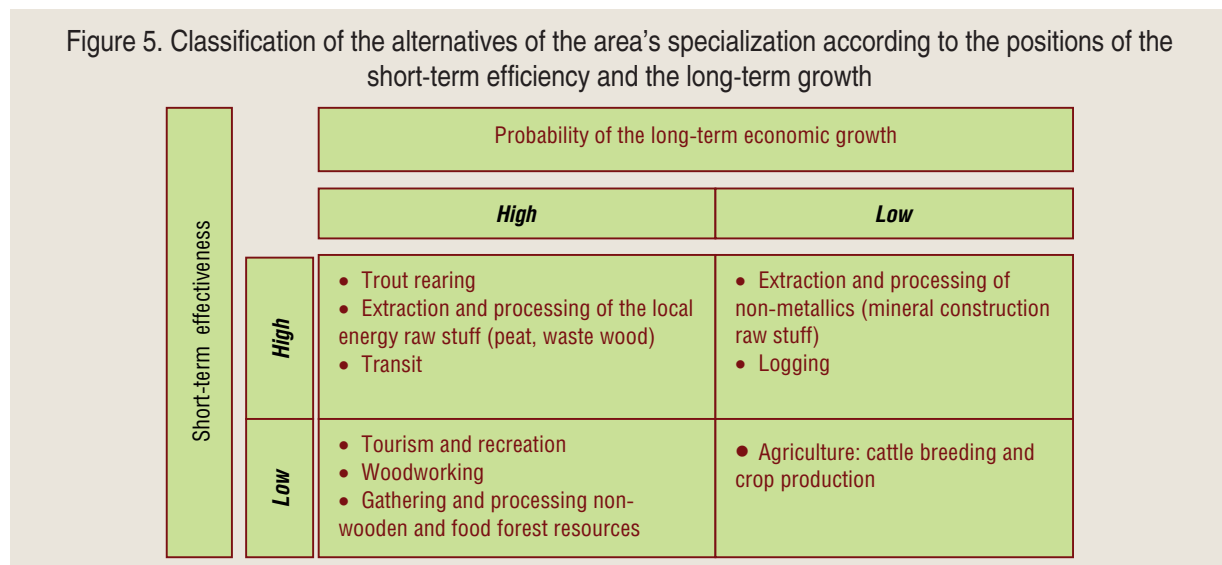 Figure 5. Classification of the alternatives of the area's specialization according to the positions of the
short-term efficiency and the long-term growth
Short-term effectiveness
Probability of the long-term economic growth
High
Low
High
• Trout rearing
• Extraction and processing of the local
energy raw stuff (peat, waste wood)
• Transit
• Extraction and processing of
non-metallics (mineral construction
raw stuff)
• Logging
Low
• Tourism and recreation
• Woodworking
• Gathering and processing non-
wooden and food forest resources
• Agriculture: cattle breeding and
crop production